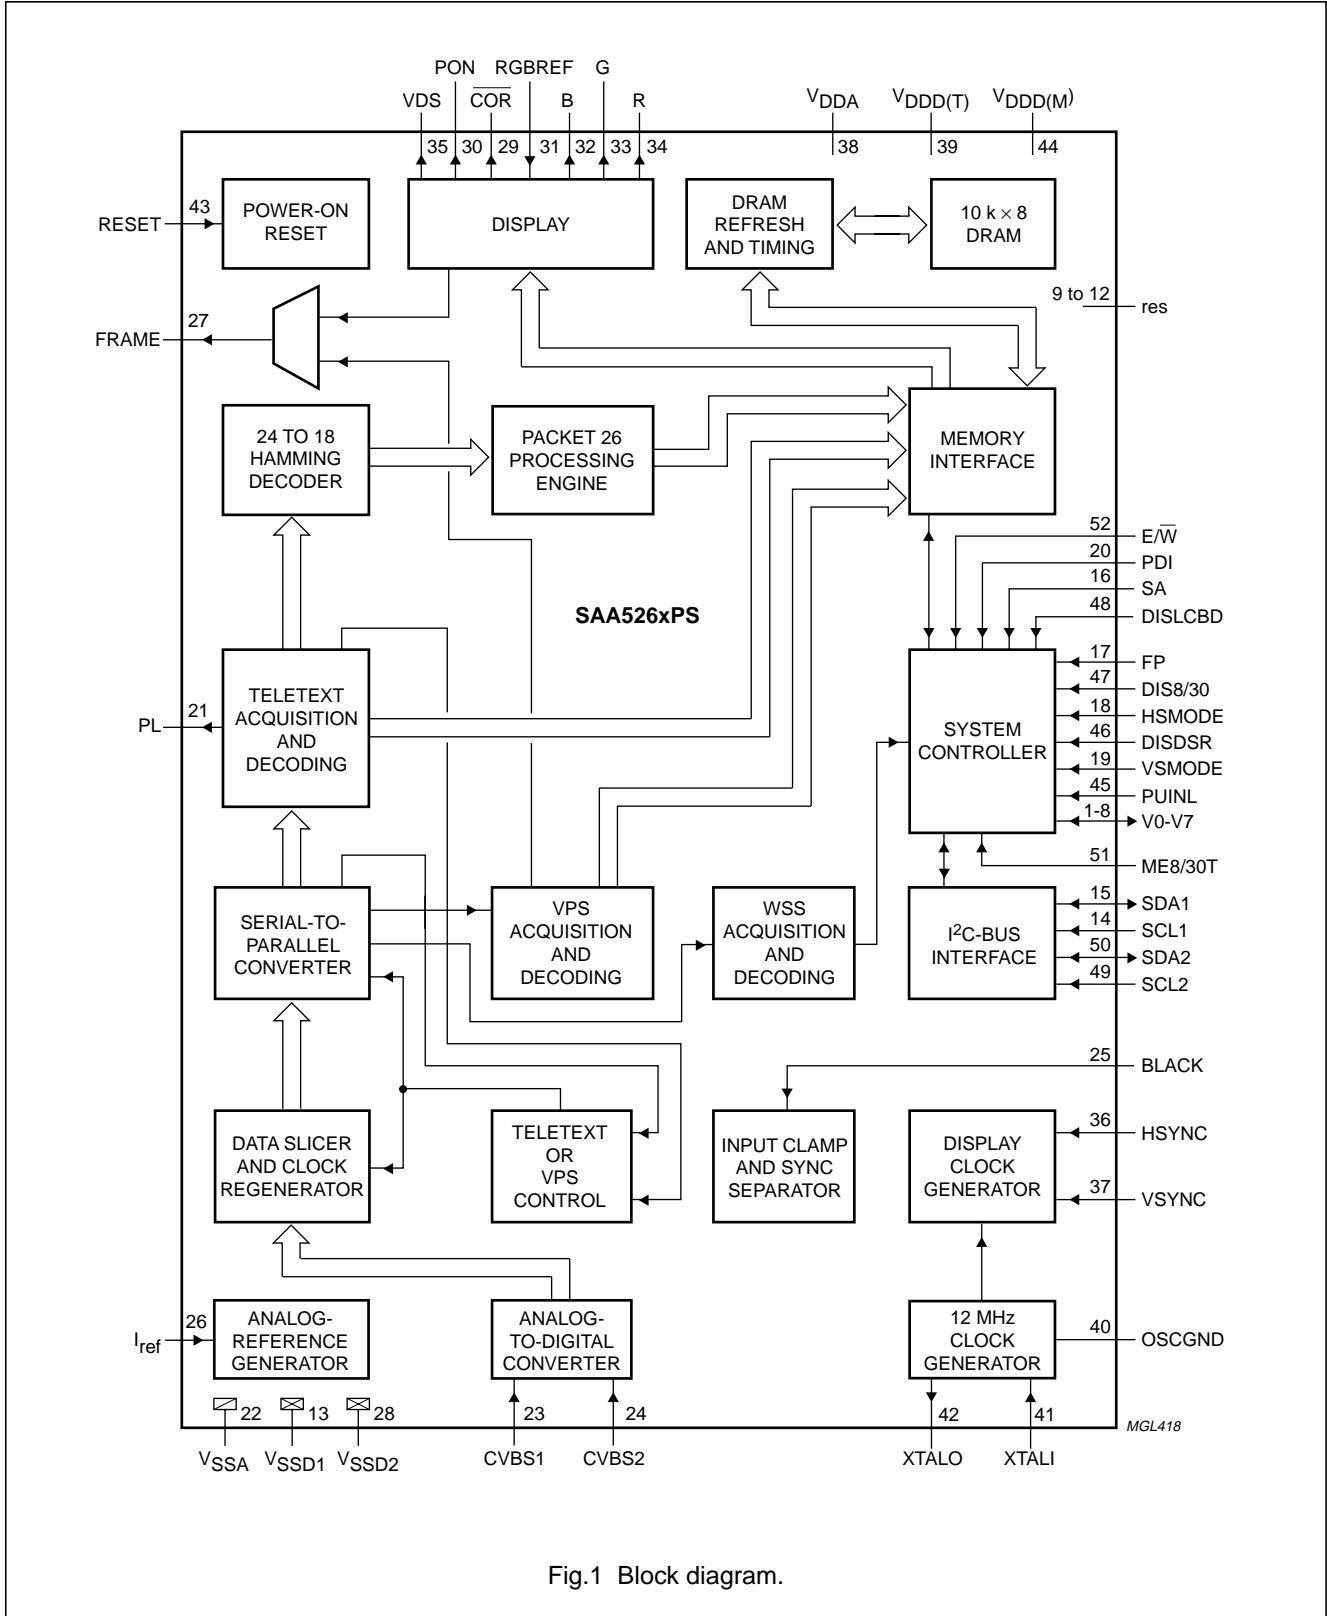 PON RGBREF G
VDS C̅O̅R̅ B R
VDDA VDDD(T) VDDD(M)
35 30 29 31 32 33 34
38 39 44
RESET
43
POWER-ON
RESET
DISPLAY
DRAM
REFRESH
AND TIMING
10 k × 8
DRAM
9 to 12
res
27
FRAME
24 TO 18
HAMMING
DECODER
PACKET 26
PROCESSING
ENGINE
MEMORY
INTERFACE
52
E/W̅
20
PDI
16
SA
48
DISLCBD
SAA526xPS
21
PL
TELETEXT
ACQUISITION
AND
DECODING
SYSTEM
CONTROLLER
17
FP
47
DIS8/30
18
HSMODE
46
DISDSR
19
VSMODE
45
PUINL
1-8
V0-V7
51
ME8/30T
SERIAL-TO-
PARALLEL
CONVERTER
VPS
ACQUISITION
AND
DECODING
WSS
ACQUISITION
AND
DECODING
I²C-BUS
INTERFACE
15
SDA1
14
SCL1
50
SDA2
49
SCL2
25
BLACK
DATA SLICER
AND CLOCK
REGENERATOR
TELETEXT
OR
VPS
CONTROL
INPUT CLAMP
AND SYNC
SEPARATOR
DISPLAY
CLOCK
GENERATOR
36
HSYNC
37
VSYNC
26
Iref
ANALOG-
REFERENCE
GENERATOR
ANALOG-
TO-DIGITAL
CONVERTER
12 MHz
CLOCK
GENERATOR
40
OSCGND
22 13 28 23 24 42 41
MGL418
VSSA VSSD1 VSSD2 CVBS1 CVBS2 XTALO XTALI
Fig.1 Block diagram.